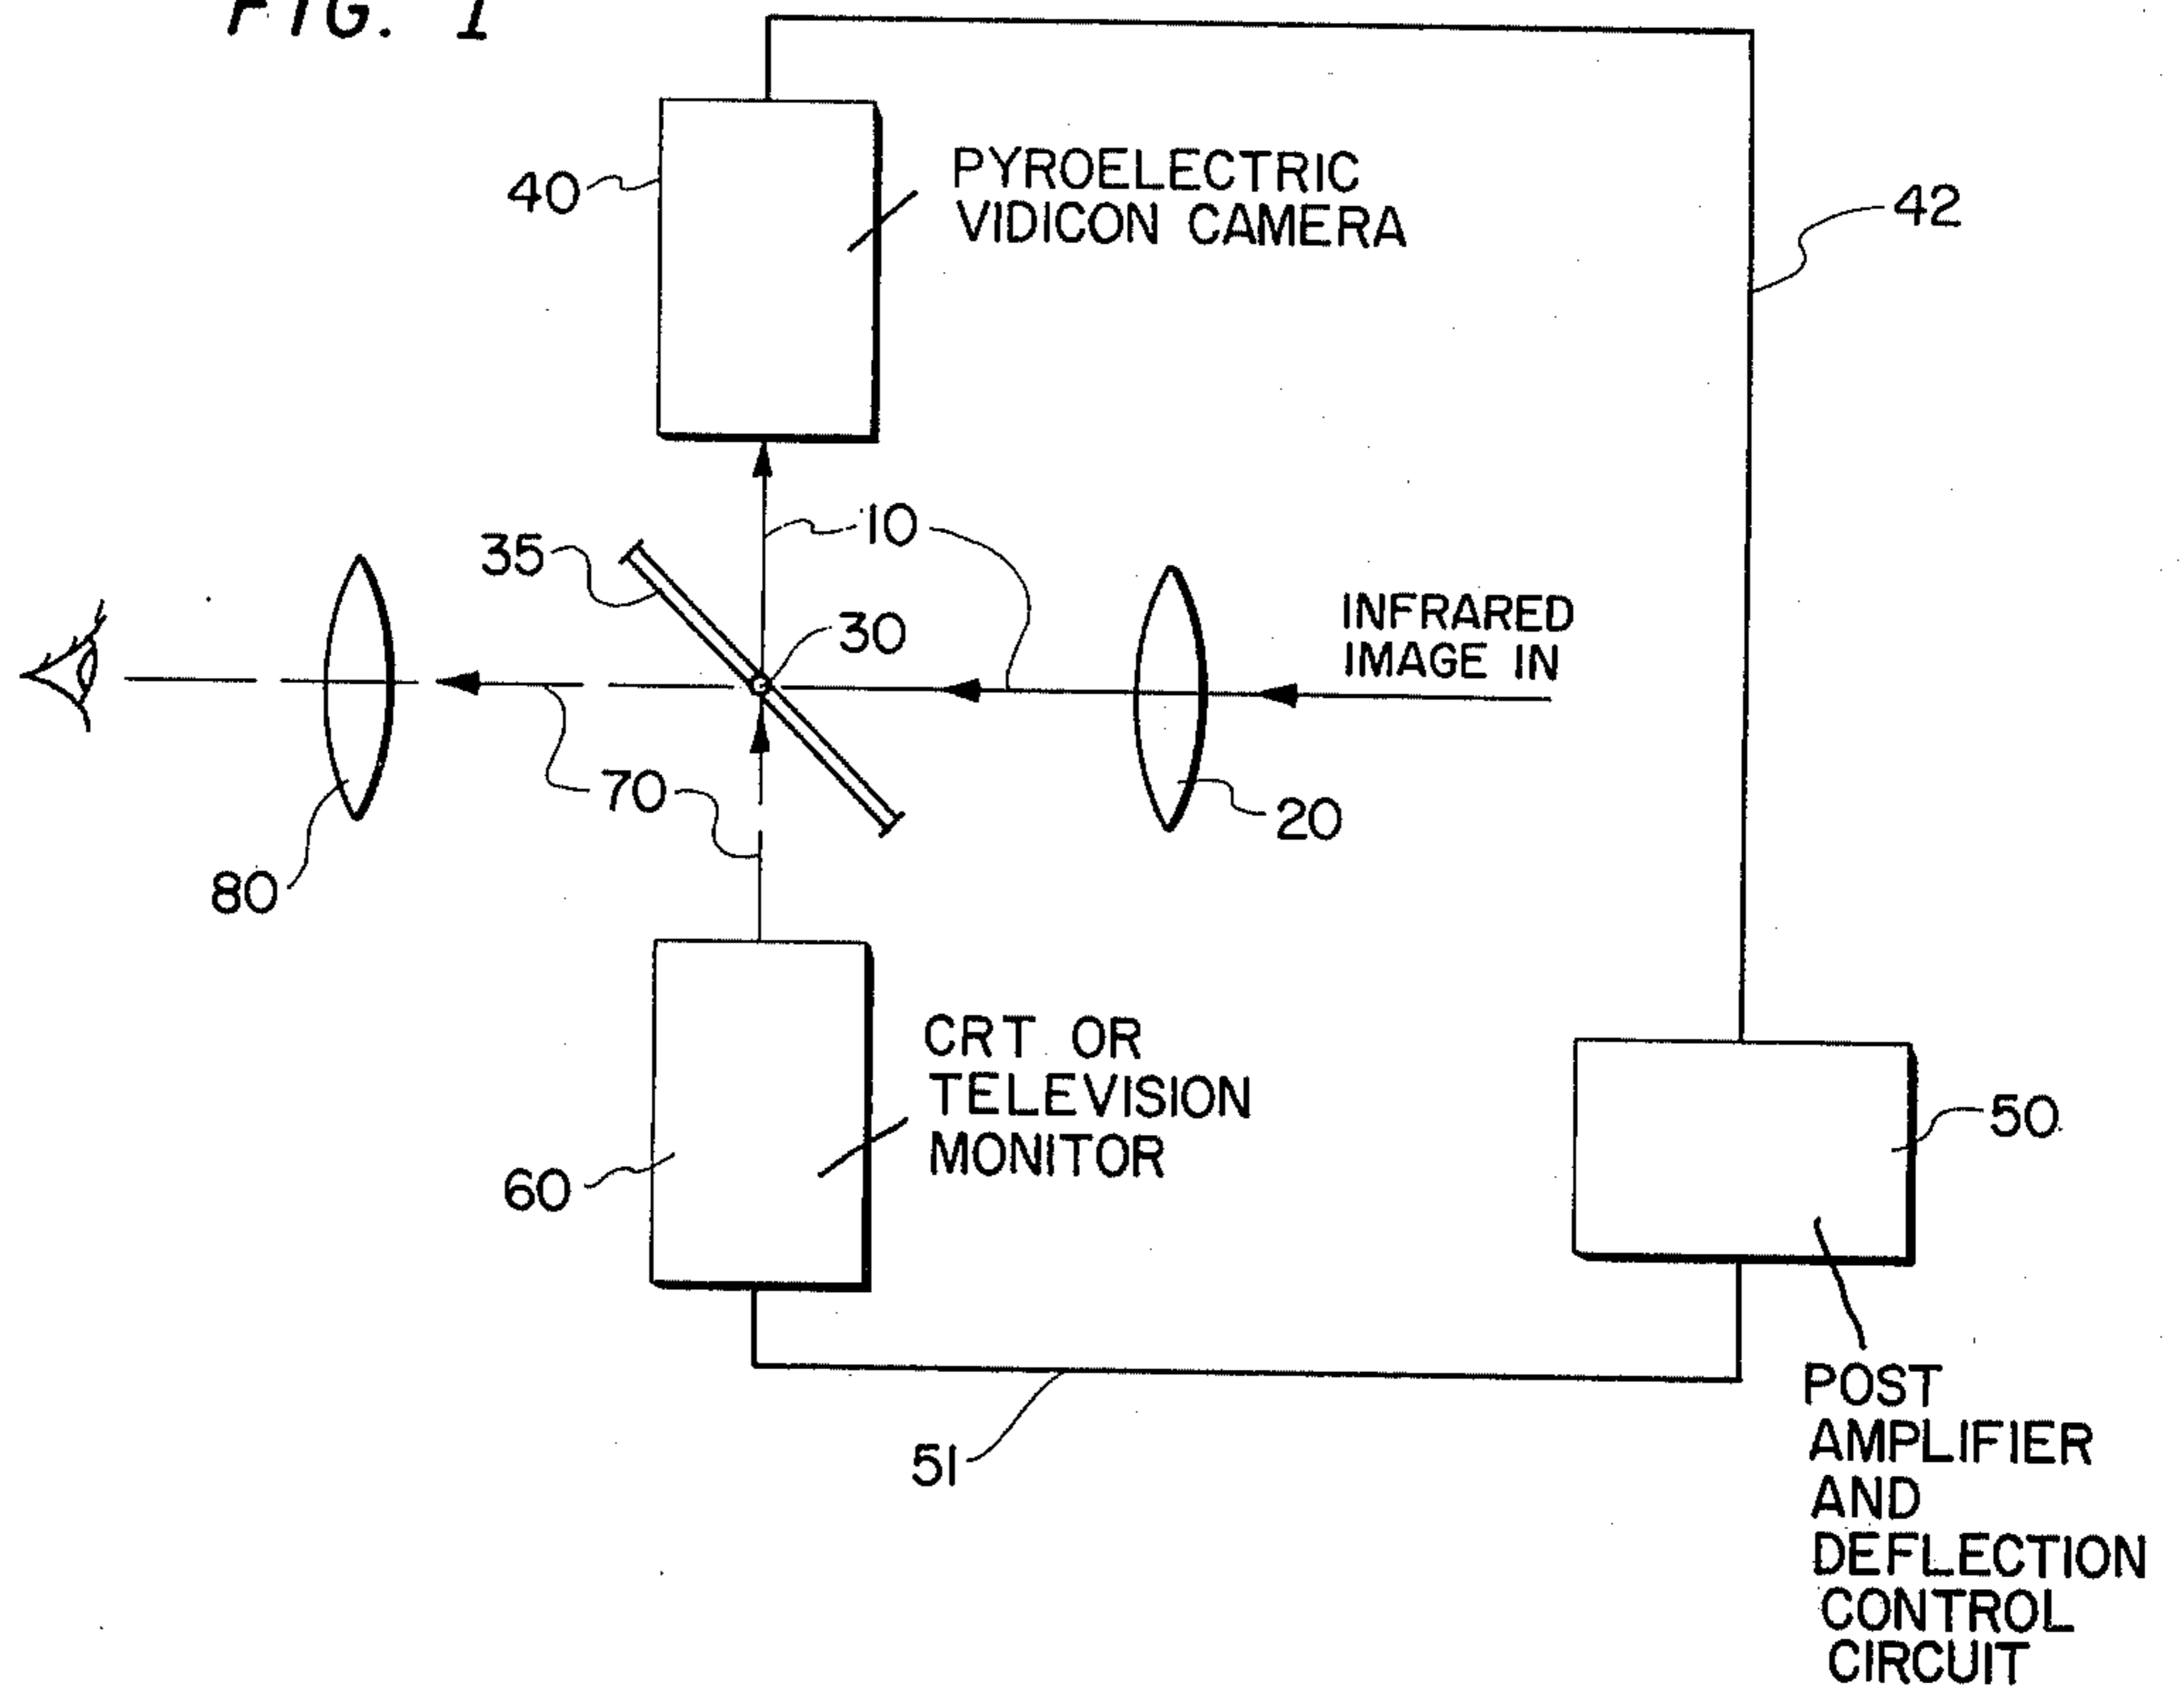 FIG. 1
40
PYROELECTRIC
VIDICON CAMERA
42
10
35
30
INFRARED
IMAGE IN
70
20
80
CRT OR
TELEVISION
MONITOR
60
50
51
POST
AMPLIFIER
AND
DEFLECTION
CONTROL
CIRCUIT